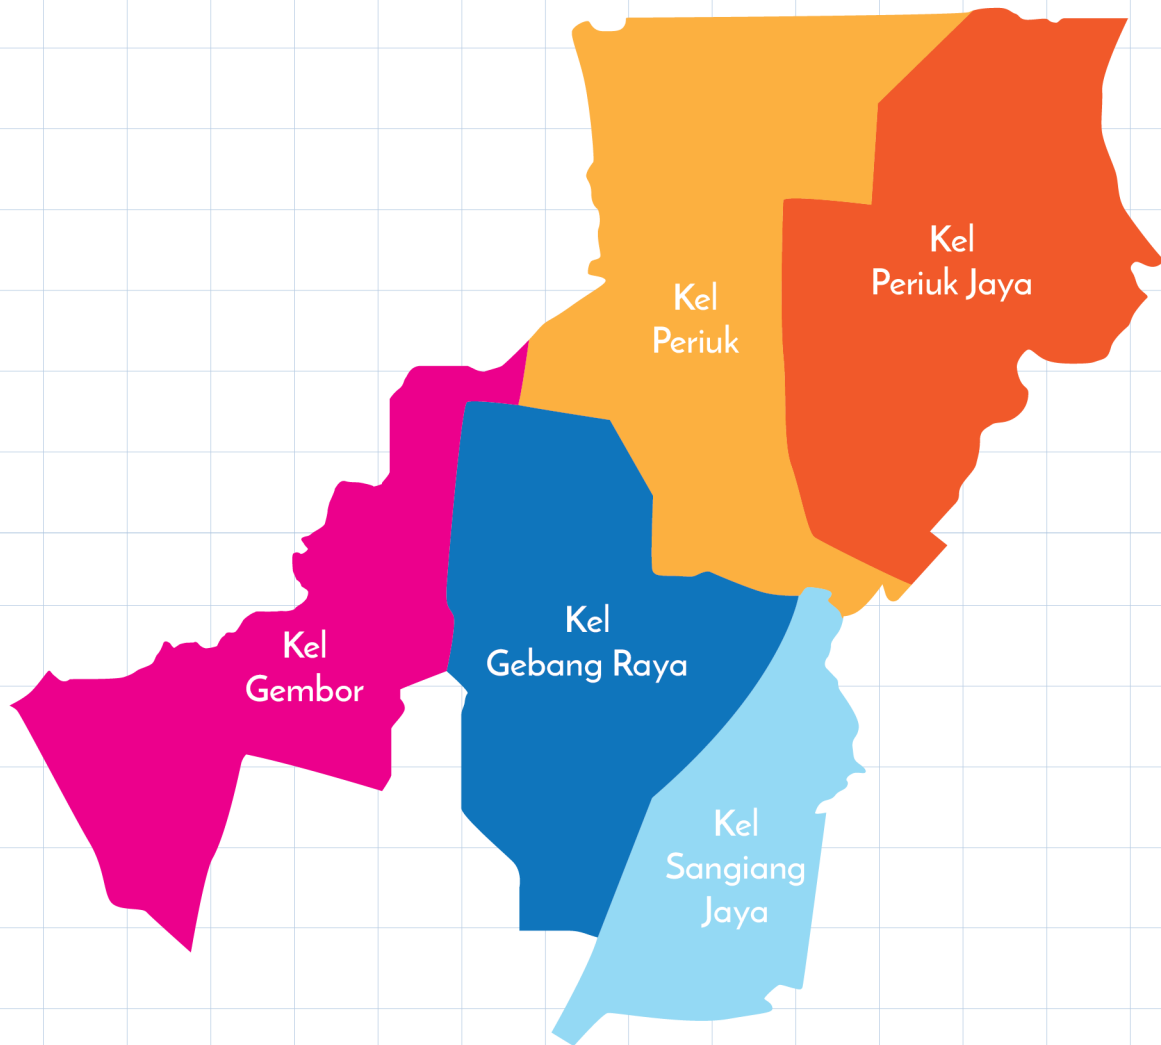 Kel
Periuk Jaya
Kel
Periuk
Kel
Gebang Raya
Kel
Gembor
Kel
Sangiang
Jaya